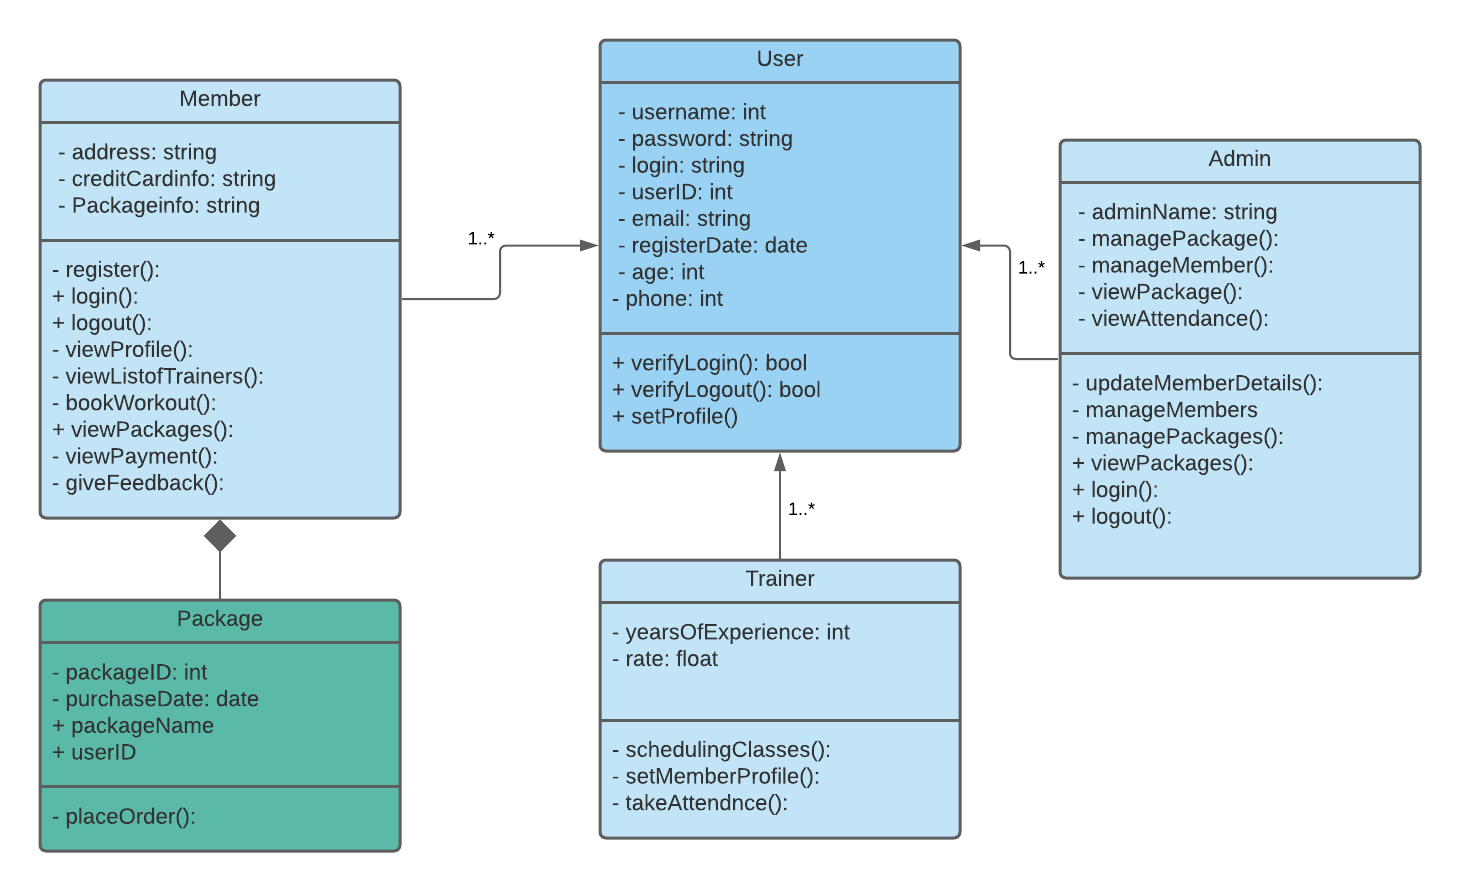 Member
- address: string
- creditCardinfo: string
- Packageinfo: string
- register():
+ login():
+ logout():
- viewProfile():
- viewListofTrainers():
- bookWorkout():
+ viewPackages():
- viewPayment():
- giveFeedback():
1..*
User
- username: int
- password: string
- login: string
- userID: int
- email: string
- registerDate: date
- age: int
- phone: int
+ verifyLogin(): bool
+ verifyLogout(): bool
+ setProfile()
1..*
Admin
- adminName: string
- managePackage():
- manageMember():
- viewPackage():
- viewAttendance():
- updateMemberDetails():
- manageMembers
- managePackages():
+ viewPackages():
+ login():
+ logout():
1..*
Package
- packageID: int
- purchaseDate: date
+ packageName
+ userID
- placeOrder():
Trainer
- yearsOfExperience: int
- rate: float
- schedulingClasses():
- setMemberProfile():
- takeAttendnce():